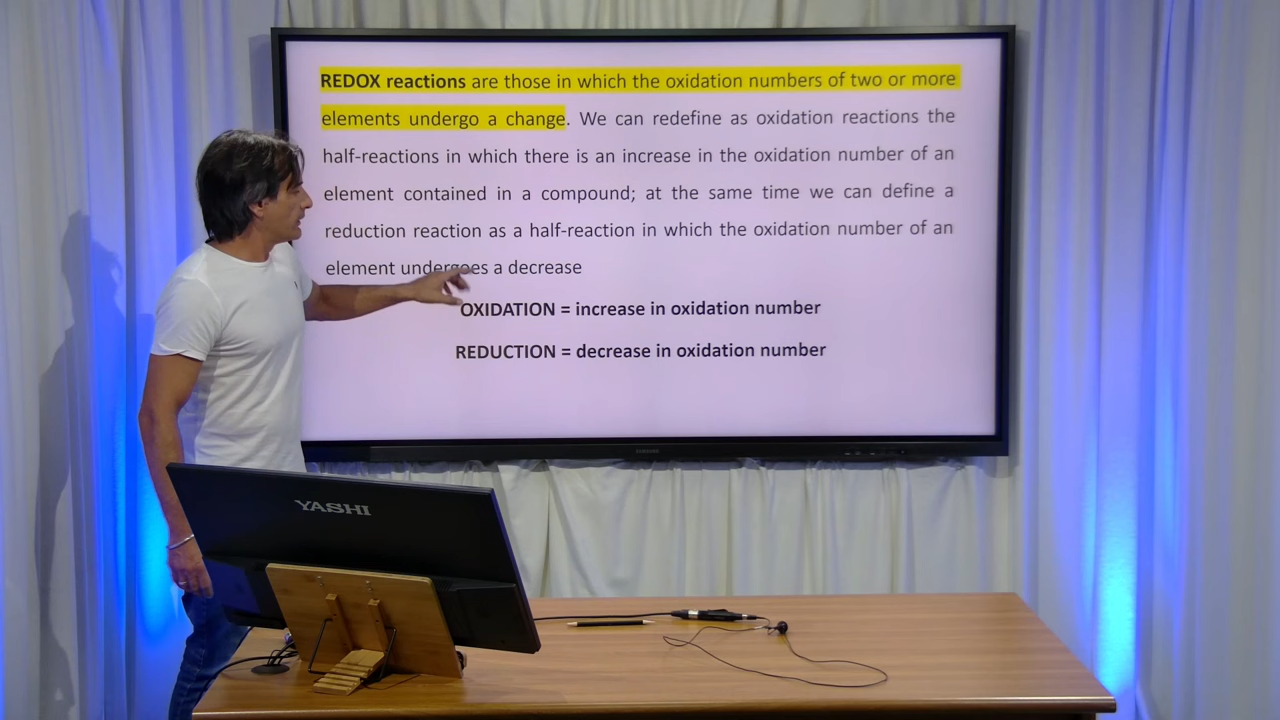 REDOX reactions are those in which the oxidation numbers of two or more
elements undergo a change. We can redefine as oxidation reactions the
half-reactions in which there is an increase in the oxidation number of an
element contained in a compound; at the same time we can define a
reduction reaction as a half-reaction in which the oxidation number of an
element undergoes a decrease
OXIDATION = increase in oxidation number
REDUCTION = decrease in oxidation number
SAMSUNG
YASHI